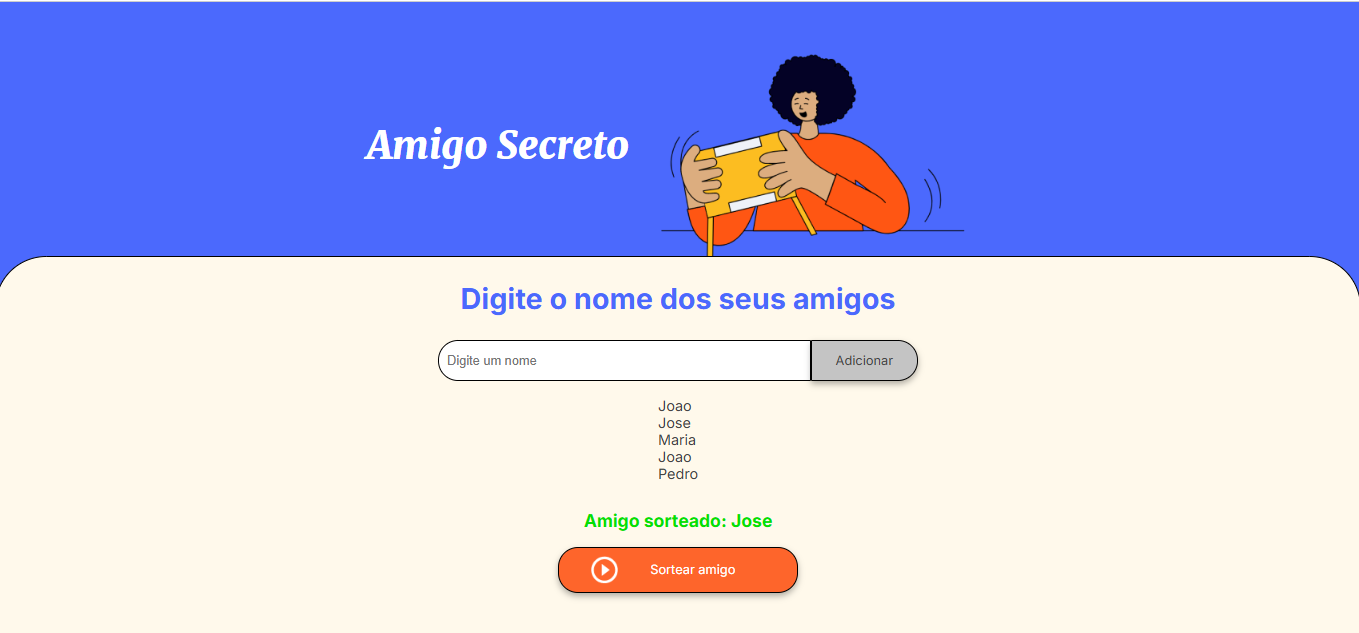 Amigo Secreto
Digite o nome dos seus amigos
Digite um nome
Adicionar
Joao
Jose
Maria
Joao
Pedro
Amigo sorteado: Jose
Sortear amigo